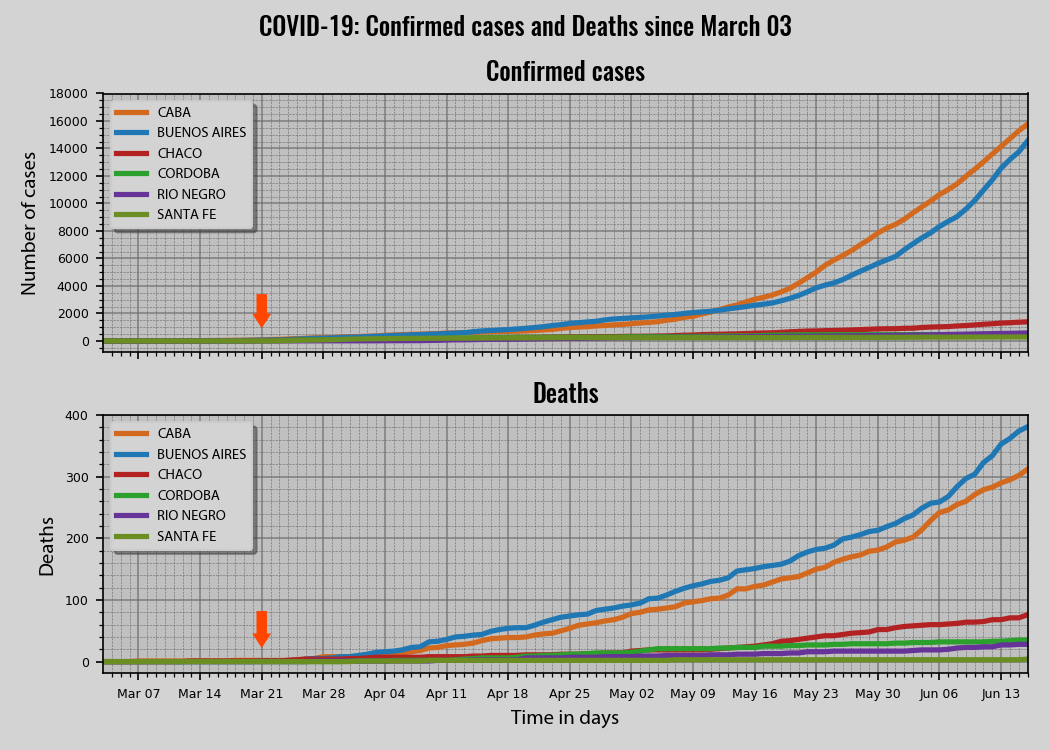 COVID-19: Confirmed cases and Deaths since March 03
Confirmed cases
18000
16000
14000
12000
10000
8000
6000
4000
2000
0
Number of cases
CABA
BUENOS AIRES
CHACO
CORDOBA
RIO NEGRO
SANTA FE
Deaths
400
300
200
100
0
Deaths
CABA
BUENOS AIRES
CHACO
CORDOBA
RIO NEGRO
SANTA FE
Mar 07 Mar 14 Mar 21 Mar 28 Apr 04 Apr 11 Apr 18 Apr 25 May 02 May 09 May 16 May 23 May 30 Jun 06 Jun 13
Time in days